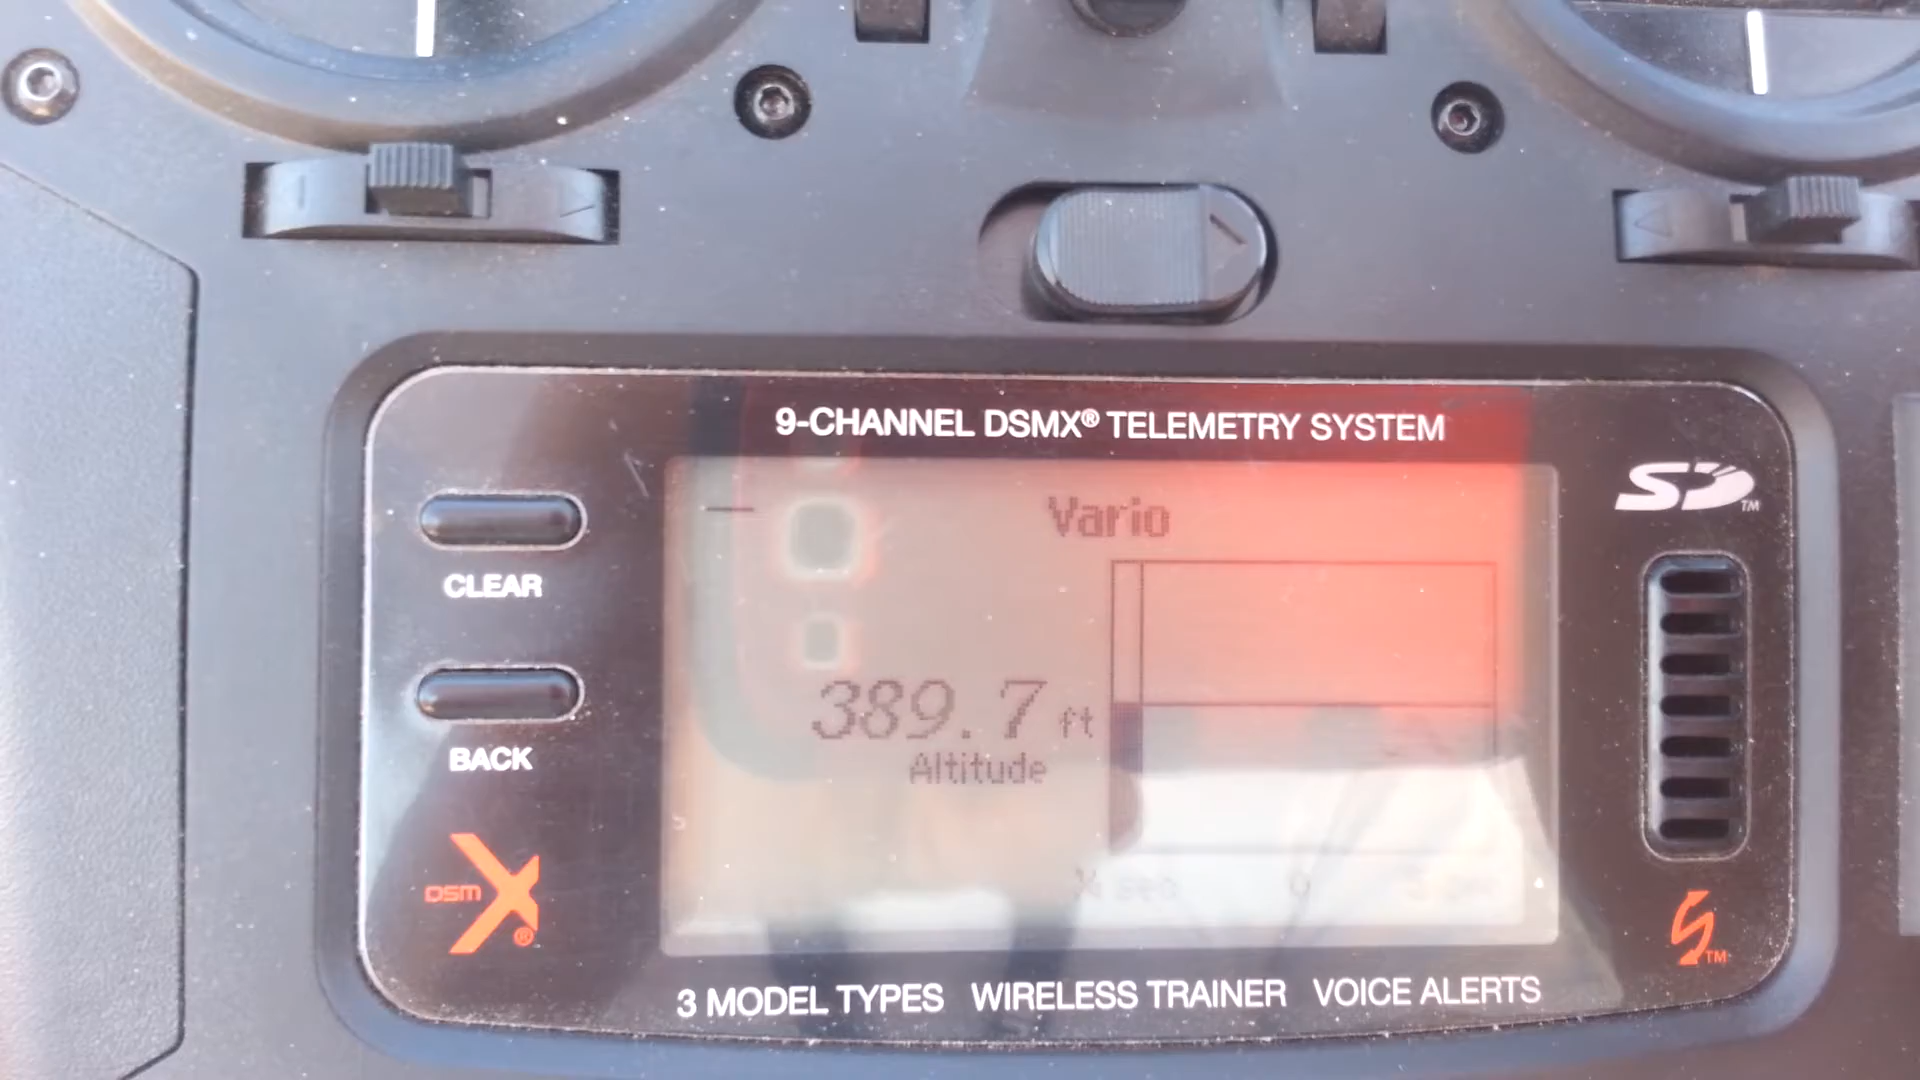 9-CHANNEL DSMX® TELEMETRY SYSTEM
SD™
Vario
CLEAR
389.7 ft
Altitude
BACK
DSM X®
3 MODEL TYPES WIRELESS TRAINER VOICE ALERTS